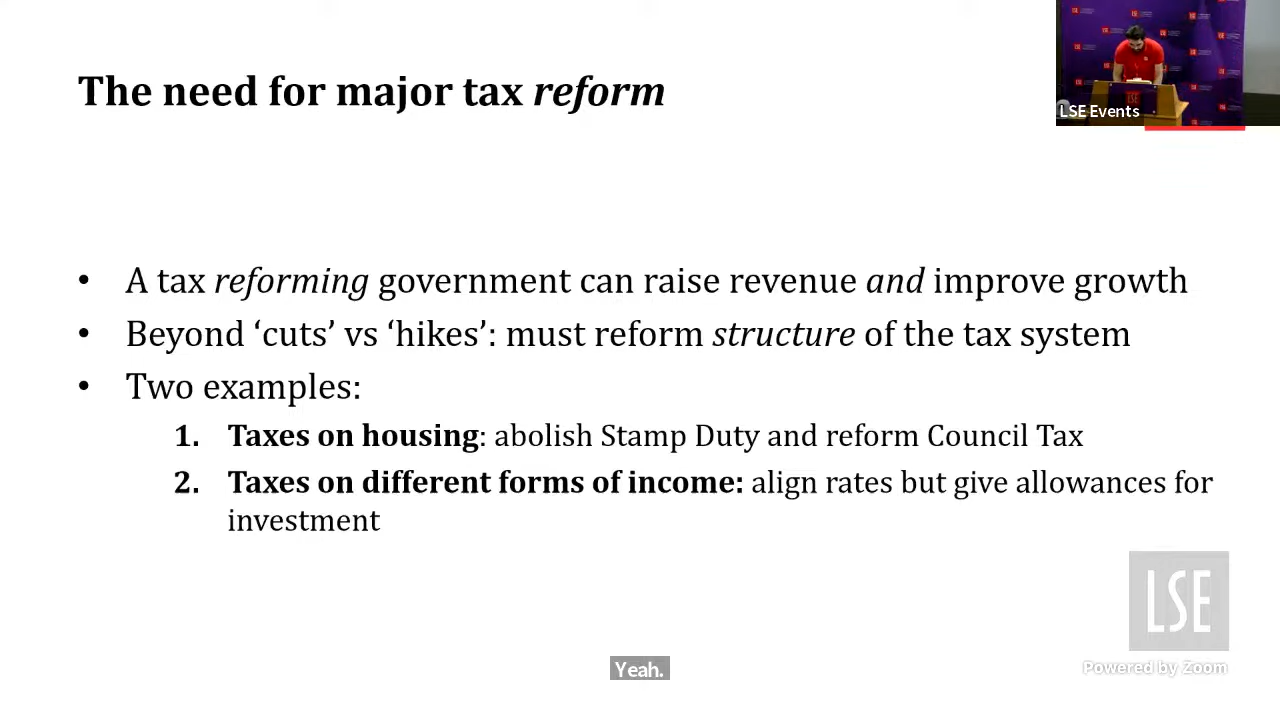 The need for major tax reform
LSE
LSE Events
• A tax reforming government can raise revenue and improve growth
• Beyond ‘cuts’ vs ‘hikes’: must reform structure of the tax system
• Two examples:
1. Taxes on housing: abolish Stamp Duty and reform Council Tax
2. Taxes on different forms of income: align rates but give allowances for
investment
LSE
Powered by Zoom
Yeah.